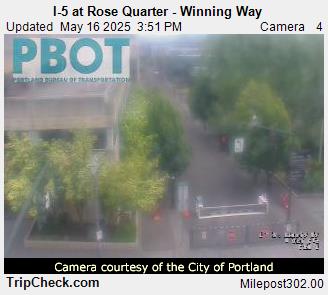 I-5 at Rose Quarter - Winning Way
Updated May 16 2025 3:51 PM Camera 4
PBOT
PORTLAND BUREAU OF TRANSPORTATION
Camera courtesy of the City of Portland
TripCheck.com Milepost302.00